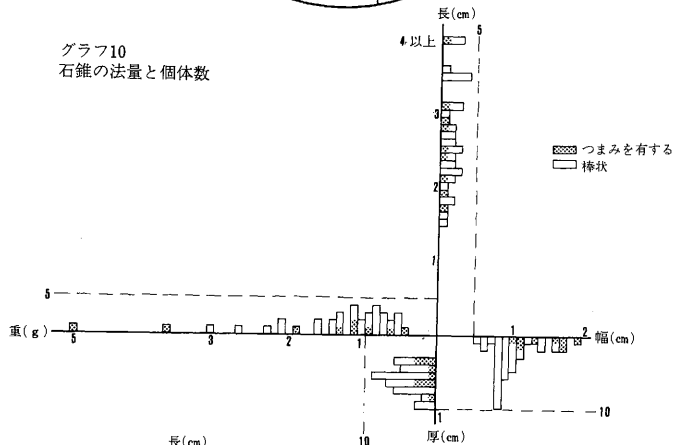 長(cm)
グラフ10
石錐の法量と個体数
4以上
5
3
つまみを有する
棒状
2
1
5
重(g)
5
3
2
1
1
2
幅(cm)
1
10
長(cm)
10
厚(cm)